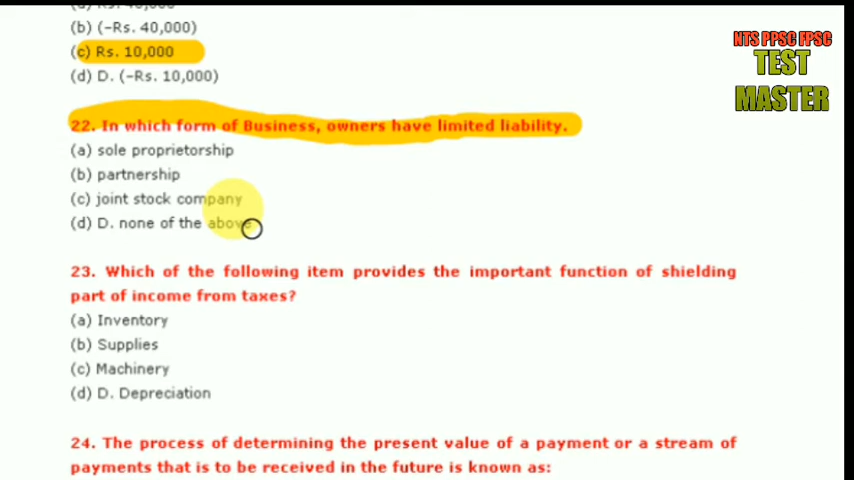 (b) (-Rs. 40,000)
(c) Rs. 10,000
(d) D. (-Rs. 10,000)
NTS PPSC FPSC
TEST
MASTER
22. In which form of Business, owners have limited liability.
(a) sole proprietorship
(b) partnership
(c) joint stock company
(d) D. none of the above
23. Which of the following item provides the important function of shielding
part of income from taxes?
(a) Inventory
(b) Supplies
(c) Machinery
(d) D. Depreciation
24. The process of determining the present value of a payment or a stream of
payments that is to be received in the future is known as: